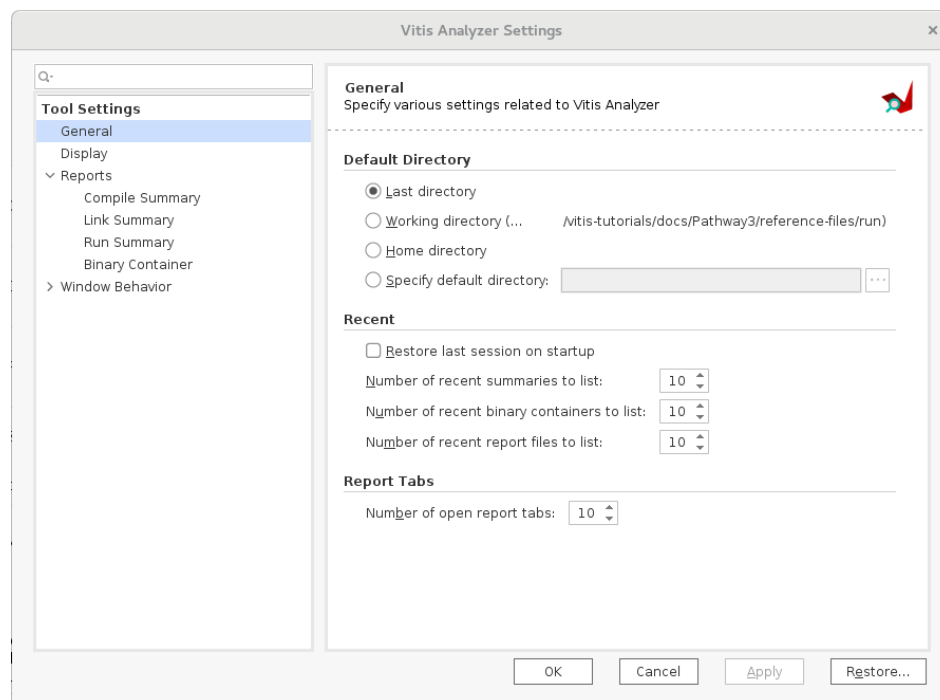 Vitis Analyzer Settings
Tool Settings
General
Display
Reports
Compile Summary
Link Summary
Run Summary
Binary Container
Window Behavior
General
Specify various settings related to Vitis Analyzer
Default Directory
Last directory
Working directory (... /vitis-tutorials/docs/Pathway3/reference-files/run)
Home directory
Specify default directory: ...
Recent
Restore last session on startup
Number of recent summaries to list: 10
Number of recent binary containers to list: 10
Number of recent report files to list: 10
Report Tabs
Number of open report tabs: 10
OK Cancel Apply Restore...